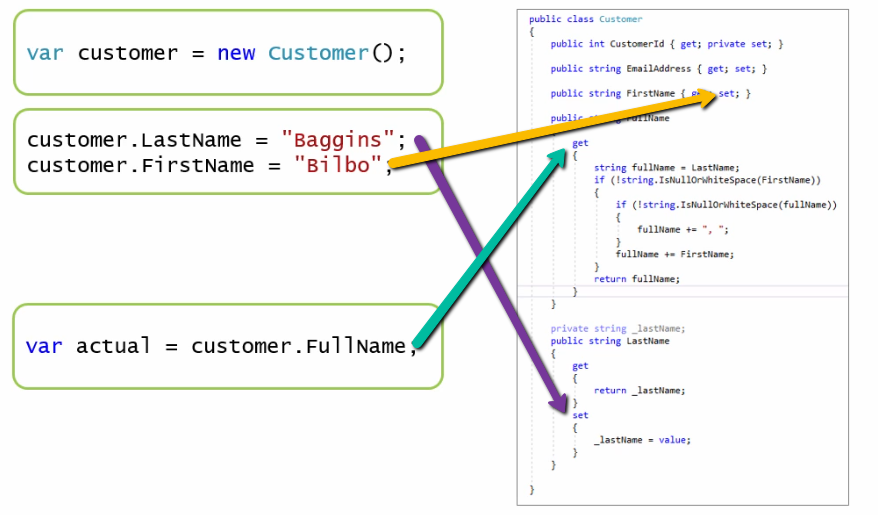 var customer = new Customer();
customer.LastName = "Baggins";
customer.FirstName = "Bilbo";
var actual = customer.FullName;
public class Customer
{
public int CustomerId { get; private set; }
public string EmailAddress { get; set; }
public string FirstName { get; set; }
public string FullName
get
{
string fullName = LastName;
if (!string.IsNullOrWhiteSpace(FirstName))
{
if (!string.IsNullOrWhiteSpace(fullName))
{
fullName += ", ";
}
fullName += FirstName;
}
return fullName;
}
}
private string _lastName;
public string LastName
{
get
{
return _lastName;
}
set
{
_lastName = value;
}
}
}